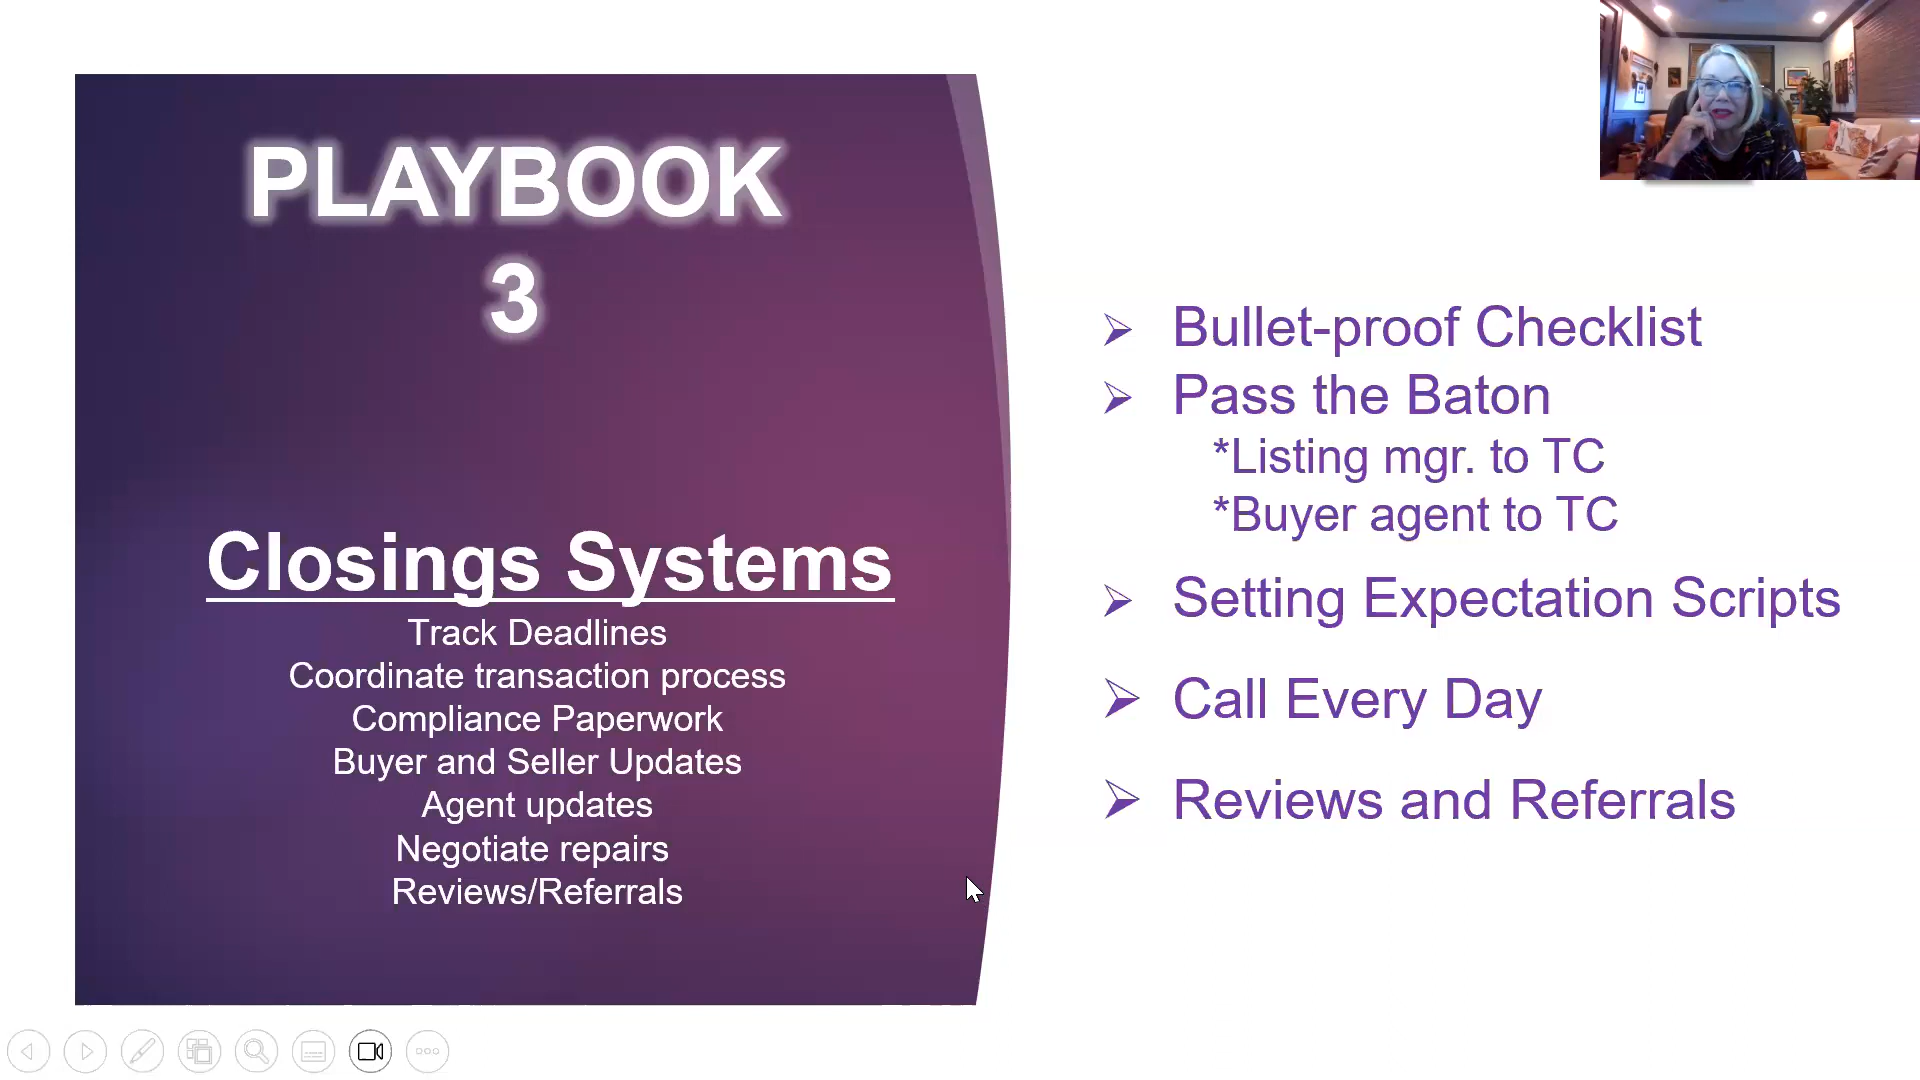 PLAYBOOK
3
Closings Systems
Track Deadlines
Coordinate transaction process
Compliance Paperwork
Buyer and Seller Updates
Agent updates
Negotiate repairs
Reviews/Referrals
Bullet-proof Checklist
Pass the Baton
*Listing mgr. to TC
*Buyer agent to TC
Setting Expectation Scripts
Call Every Day
Reviews and Referrals